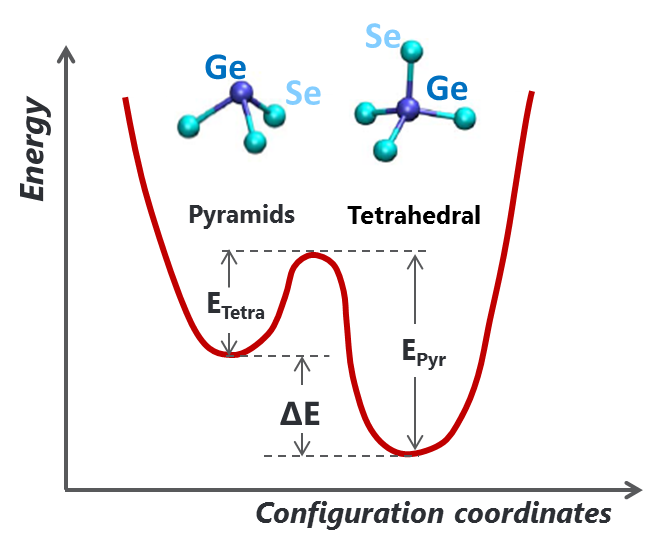 Se
Ge
Se
Ge
Energy
Pyramids
Tetrahedral
E_Tetra
E_Pyr
ΔE
Configuration coordinates